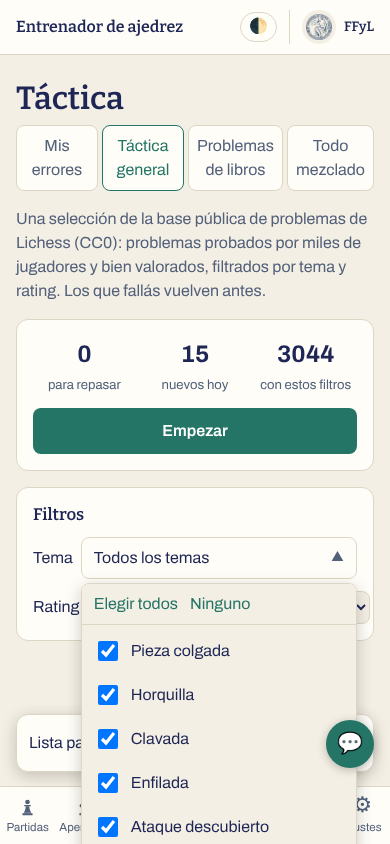 Entrenador de ajedrez
FFyL
Táctica
Mis errores
Táctica general
Problemas de libros
Todo mezclado
Una selección de la base pública de problemas de
Lichess (CC0): problemas probados por miles de
jugadores y bien valorados, filtrados por tema y
rating. Los que fallás vuelven antes.
0
para repasar
15
nuevos hoy
3044
con estos filtros
Empezar
Filtros
Tema
Todos los temas
Rating
Elegir todos Ninguno
Pieza colgada
Horquilla
Clavada
Lista
Enfilada
Ataque descubierto
Partidas